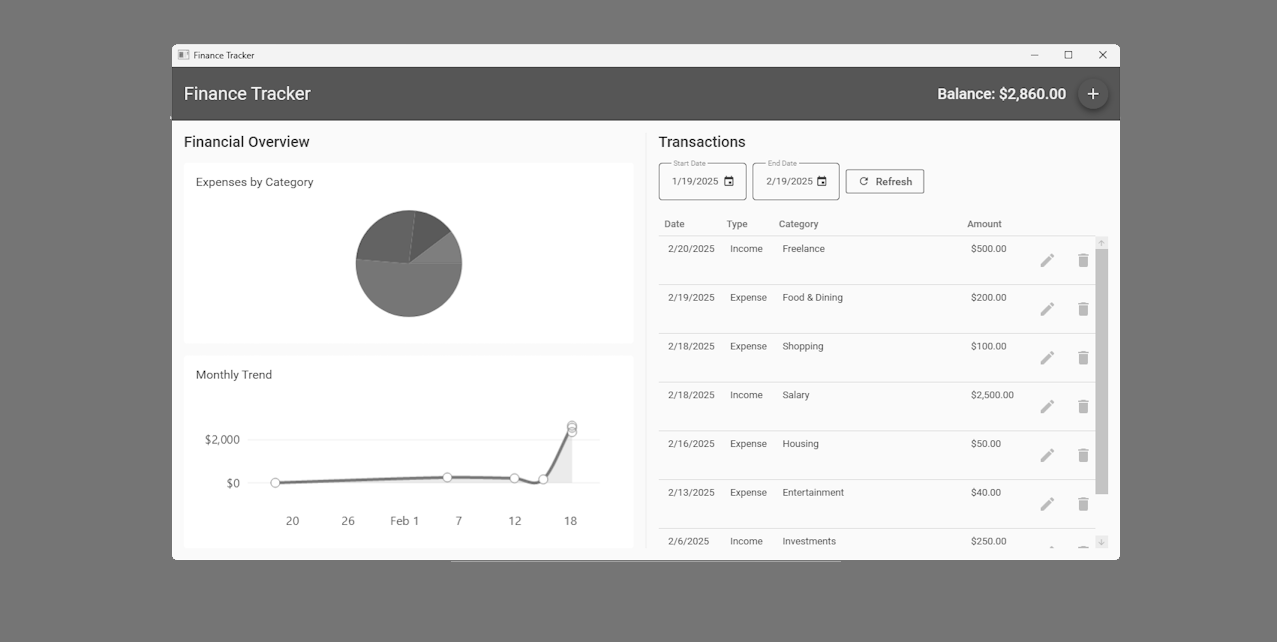 Finance Tracker
Finance Tracker
Balance: $2,860.00
Financial Overview
Expenses by Category
Monthly Trend
$2,000
$0
20 26 Feb 1 7 12 18
Transactions
Start Date End Date
1/19/2025 2/19/2025 Refresh
Date Type Category Amount
2/20/2025 Income Freelance $500.00
2/19/2025 Expense Food & Dining $200.00
2/18/2025 Expense Shopping $100.00
2/18/2025 Income Salary $2,500.00
2/16/2025 Expense Housing $50.00
2/13/2025 Expense Entertainment $40.00
2/6/2025 Income Investments $250.00